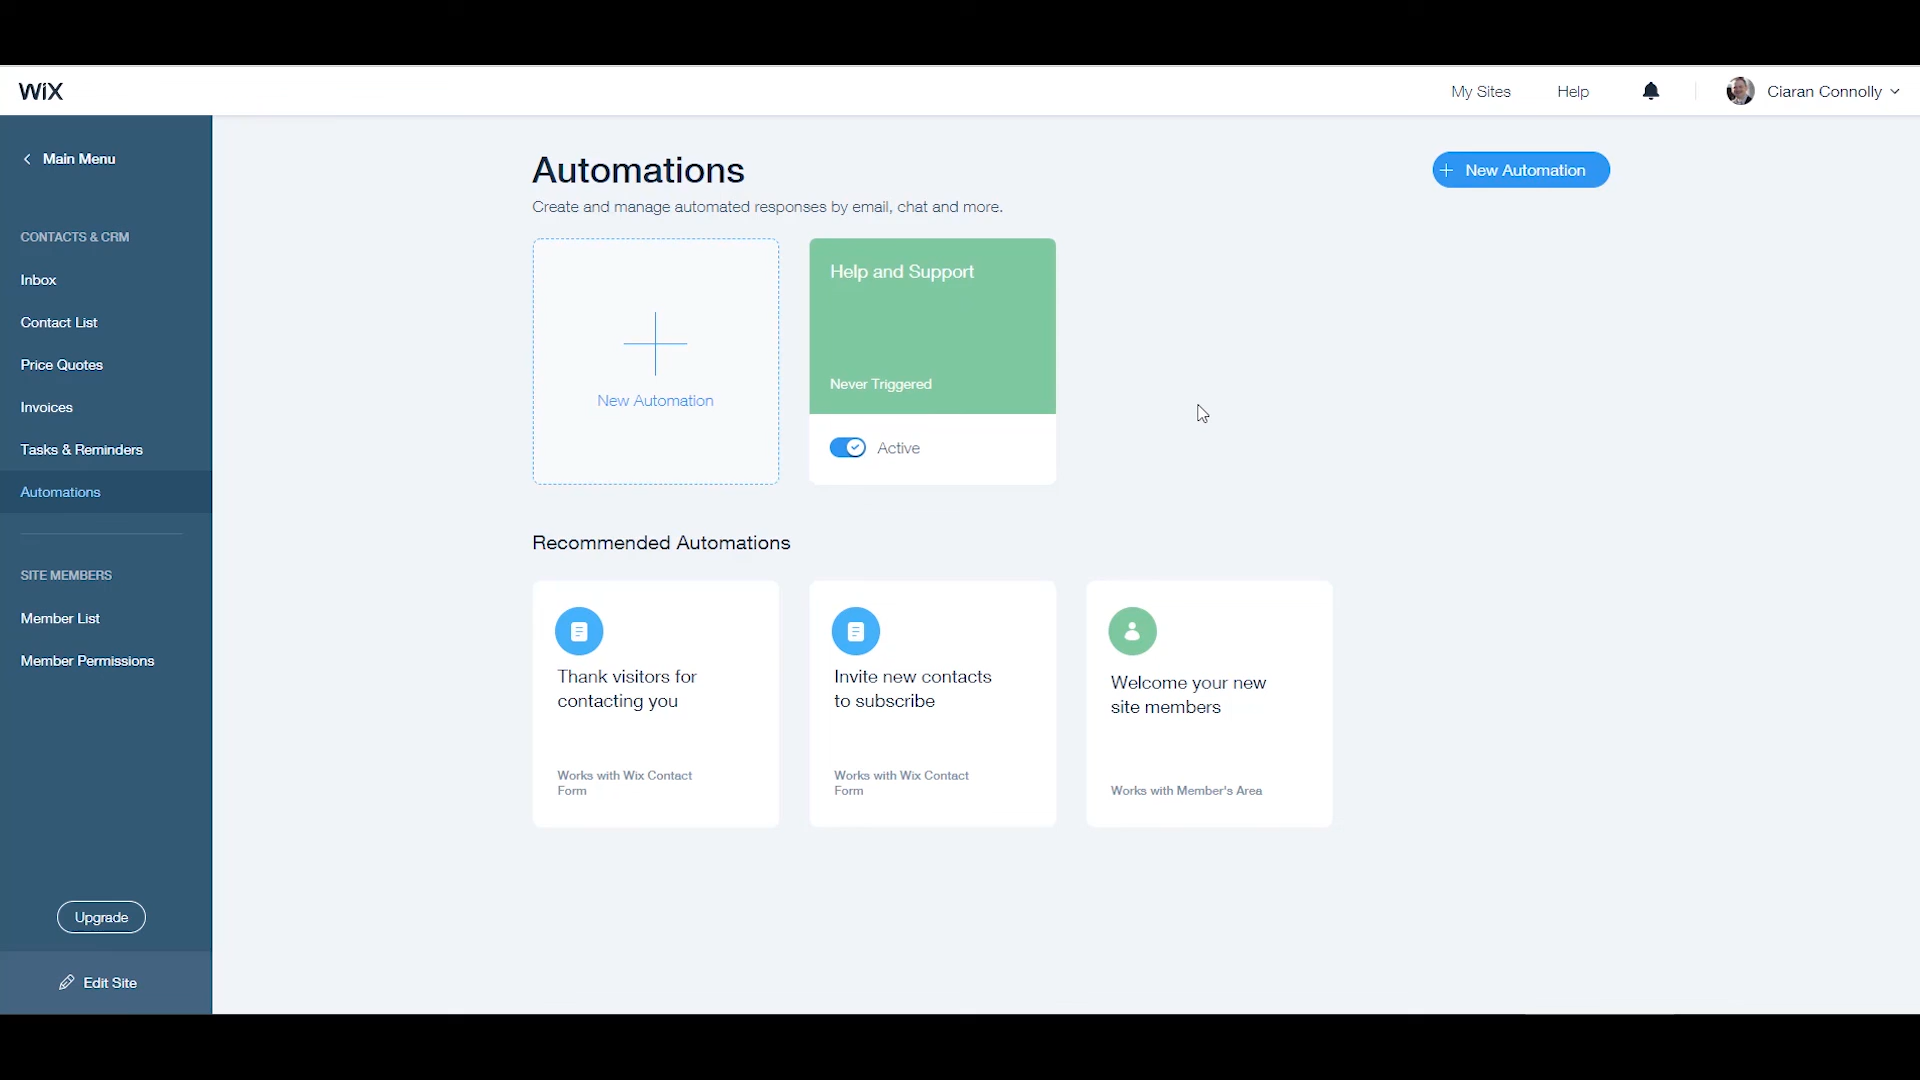 WiX
My Sites
Help
Ciaran Connolly
Main Menu
CONTACTS & CRM
Inbox
Contact List
Price Quotes
Invoices
Tasks & Reminders
Automations
SITE MEMBERS
Member List
Member Permissions
Upgrade
Edit Site
Automations
Create and manage automated responses by email, chat and more.
New Automation
New Automation
Help and Support
Never Triggered
Active
Recommended Automations
Thank visitors for
contacting you
Works with Wix Contact
Form
Invite new contacts
to subscribe
Works with Wix Contact
Form
Welcome your new
site members
Works with Member's Area